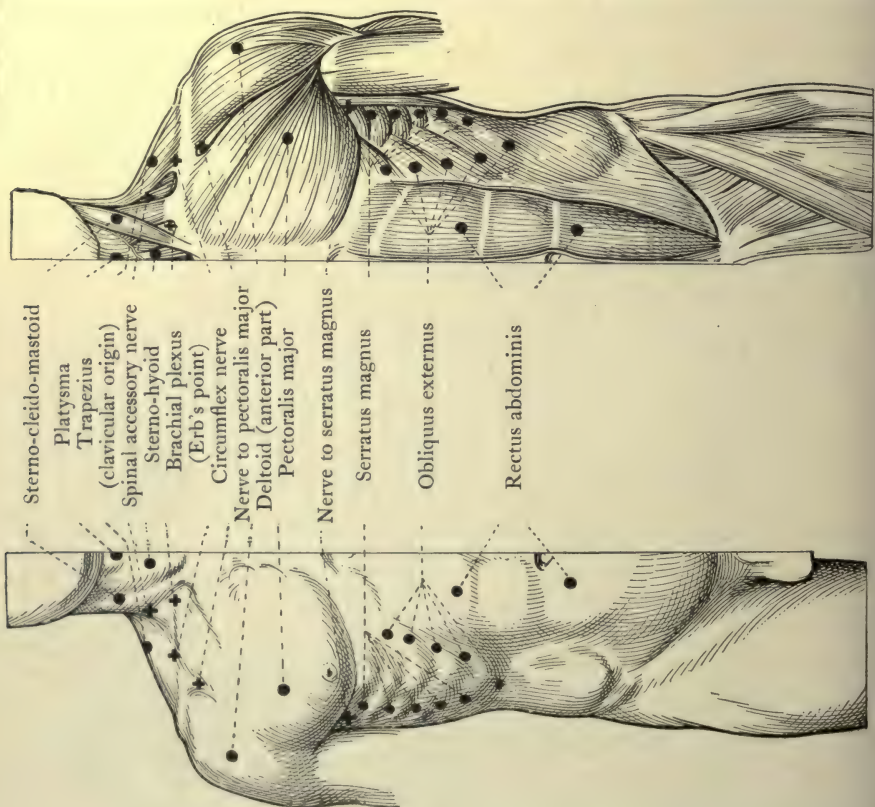 Sterno-cleido-mastoid
Platysma
Trapezius
(clavicular origin)
Spinal accessory nerve
Sterno-hyoid
Brachial plexus
(Erb's point)
Circumflex nerve
Nerve to pectoralis major
Deltoid (anterior part)
Pectoralis major
Nerve to serratus magnus
Serratus magnus
Obliquus externus
Rectus abdominis